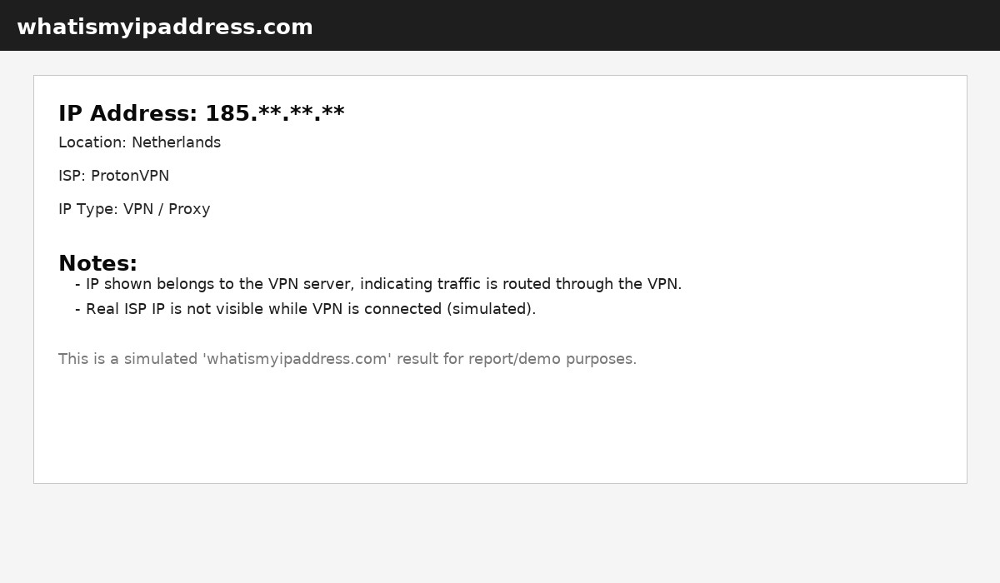 whatismyipaddress.com
IP Address: 185.**.**.**
Location: Netherlands
ISP: ProtonVPN
IP Type: VPN / Proxy
Notes:
- IP shown belongs to the VPN server, indicating traffic is routed through the VPN.
- Real ISP IP is not visible while VPN is connected (simulated).
This is a simulated 'whatismyipaddress.com' result for report/demo purposes.